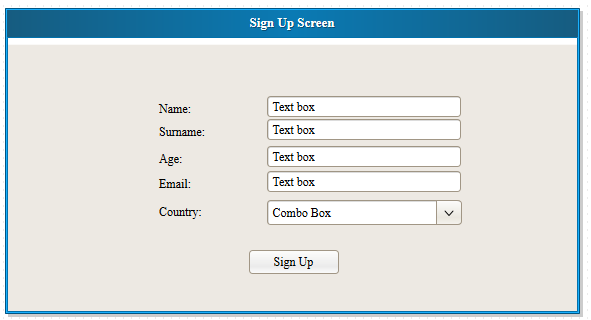 Sign Up Screen
Name: Text box
Surname: Text box
Age: Text box
Email: Text box
Country: Combo Box
Sign Up